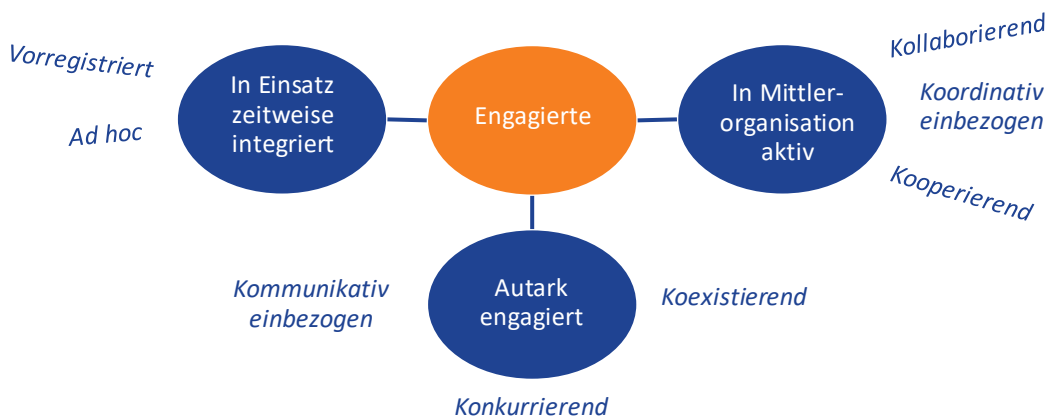 Vorregistriert
Ad hoc
In Einsatz
zeitweise
integriert
Engagierte
In Mittler-
organisation
aktiv
Kollaborierend
Koordinativ
einbezogen
Kooperierend
Kommunikativ
einbezogen
Autark
engagiert
Koexistierend
Konkurrierend